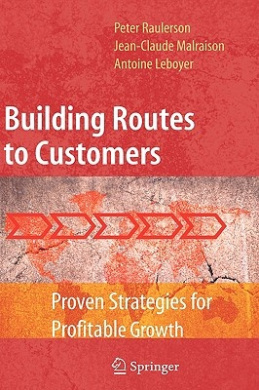 Peter Raulerson
Jean-Claude Malraison
Antoine Leboyer
Building Routes
to Customers
Proven Strategies for
Profitable Growth
Springer